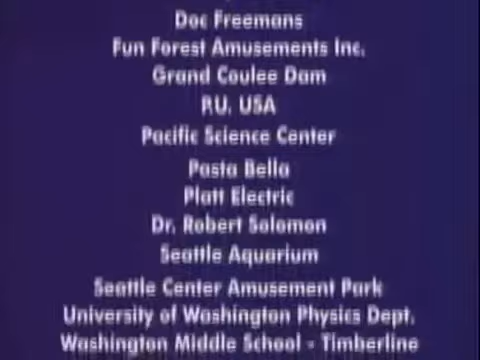 Doc Freemans
Fun Forest Amusements Inc.
Grand Coulee Dam
P.U. USA
Pacific Science Center
Pasta Bella
Platt Electric
Dr. Robert Solomon
Seattle Aquarium
Seattle Center Amusement Park
University of Washington Physics Dept.
Washington Middle School - Timberline